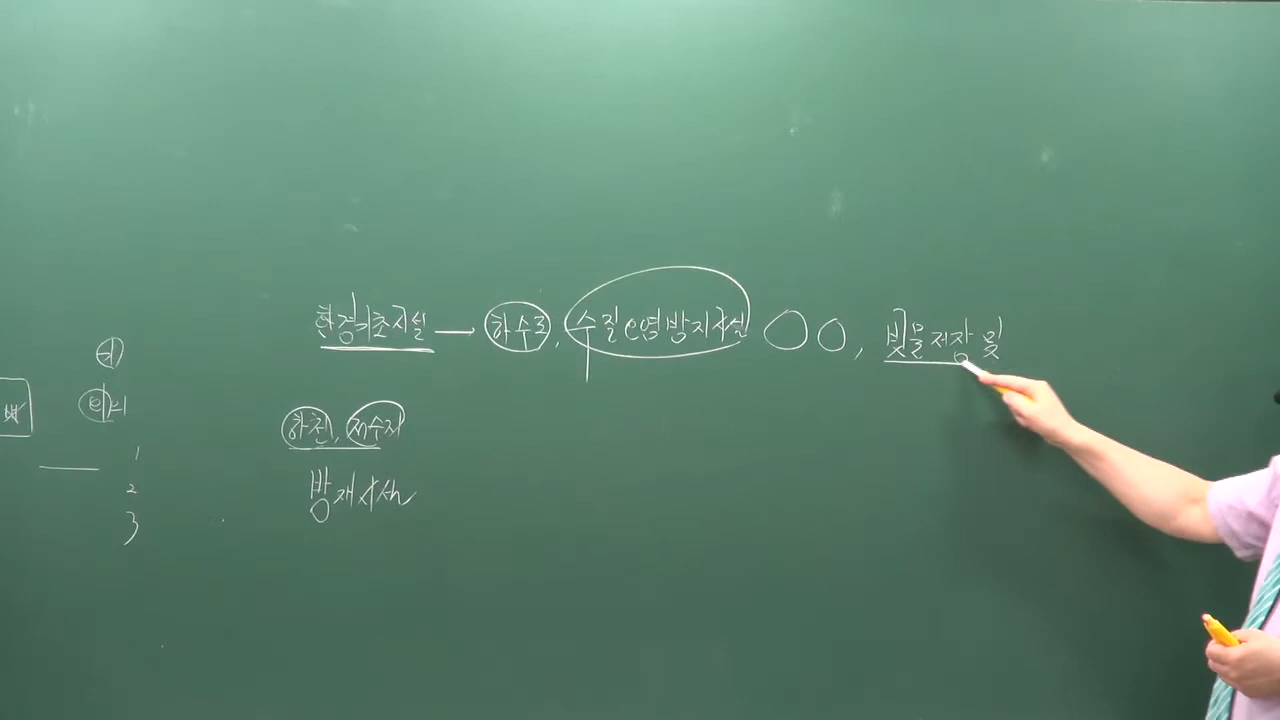 환경기초시설 → 하수도, 수질오염방지시설 ○○, 빗물저장 및
하천, 저수지
방재시설
1
2
3